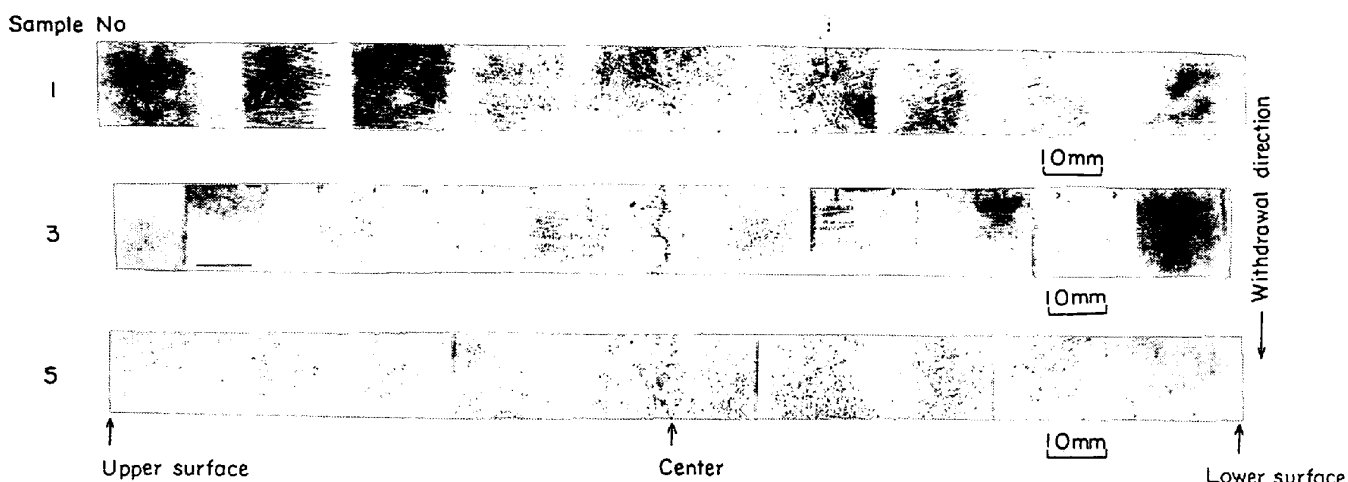 Sample No
1
10mm
3
10mm
5
10mm
Withdrawal direction
Upper surface
Center
Lower surface